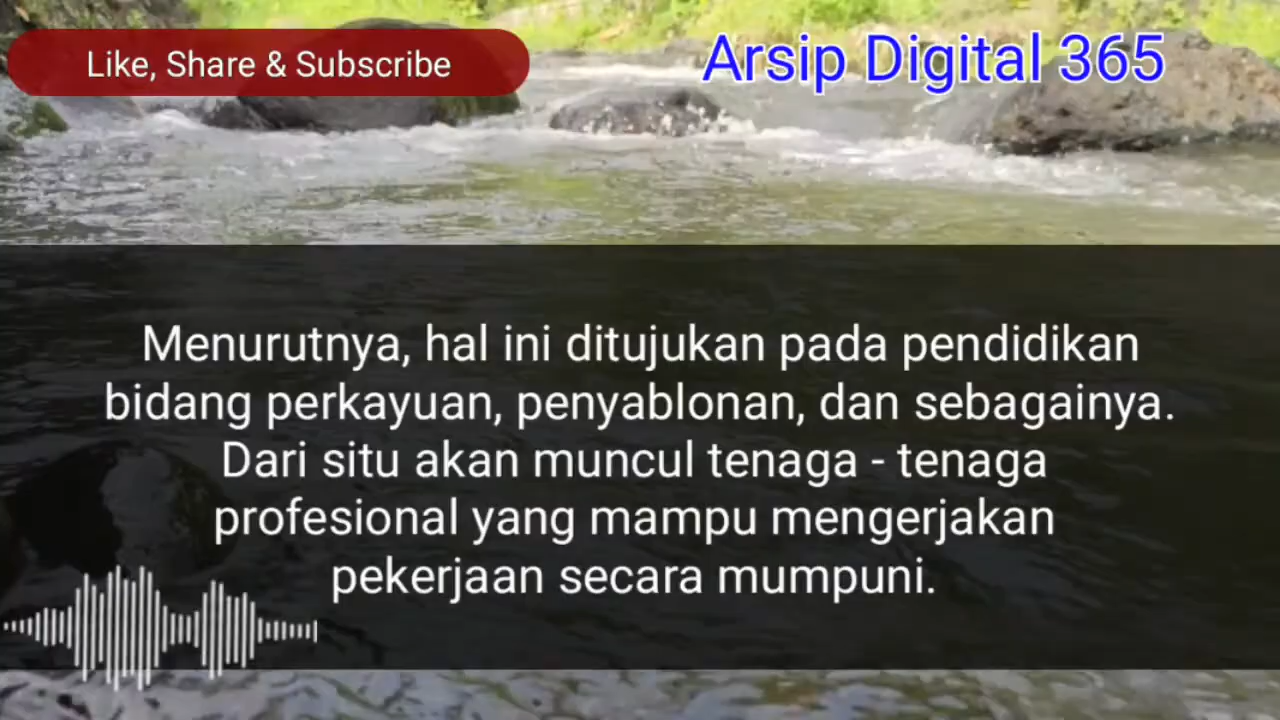 Like, Share & Subscribe
Arsip Digital 365
Menurutnya, hal ini ditujukan pada pendidikan
bidang perkayuan, penyablonan, dan sebagainya.
Dari situ akan muncul tenaga - tenaga
profesional yang mampu mengerjakan
pekerjaan secara mumpuni.